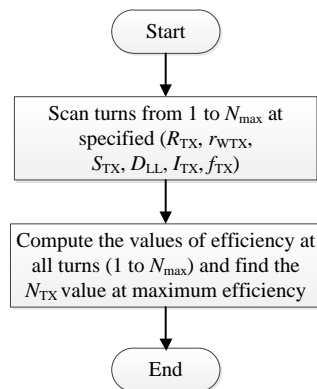 Start
Scan turns from 1 to Nmax at
specified (RTX, rWTX,
STX, DLL, ITX, fTX)
Compute the values of efficiency at
all turns (1 to Nmax) and find the
NTX value at maximum efficiency
End